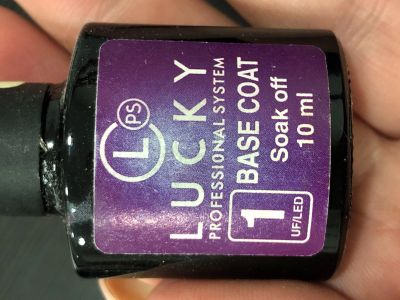 L
PS
LUCKY
PROFESSIONAL SYSTEM
BASE COAT
Soak off
10 ml
1
UF/LED